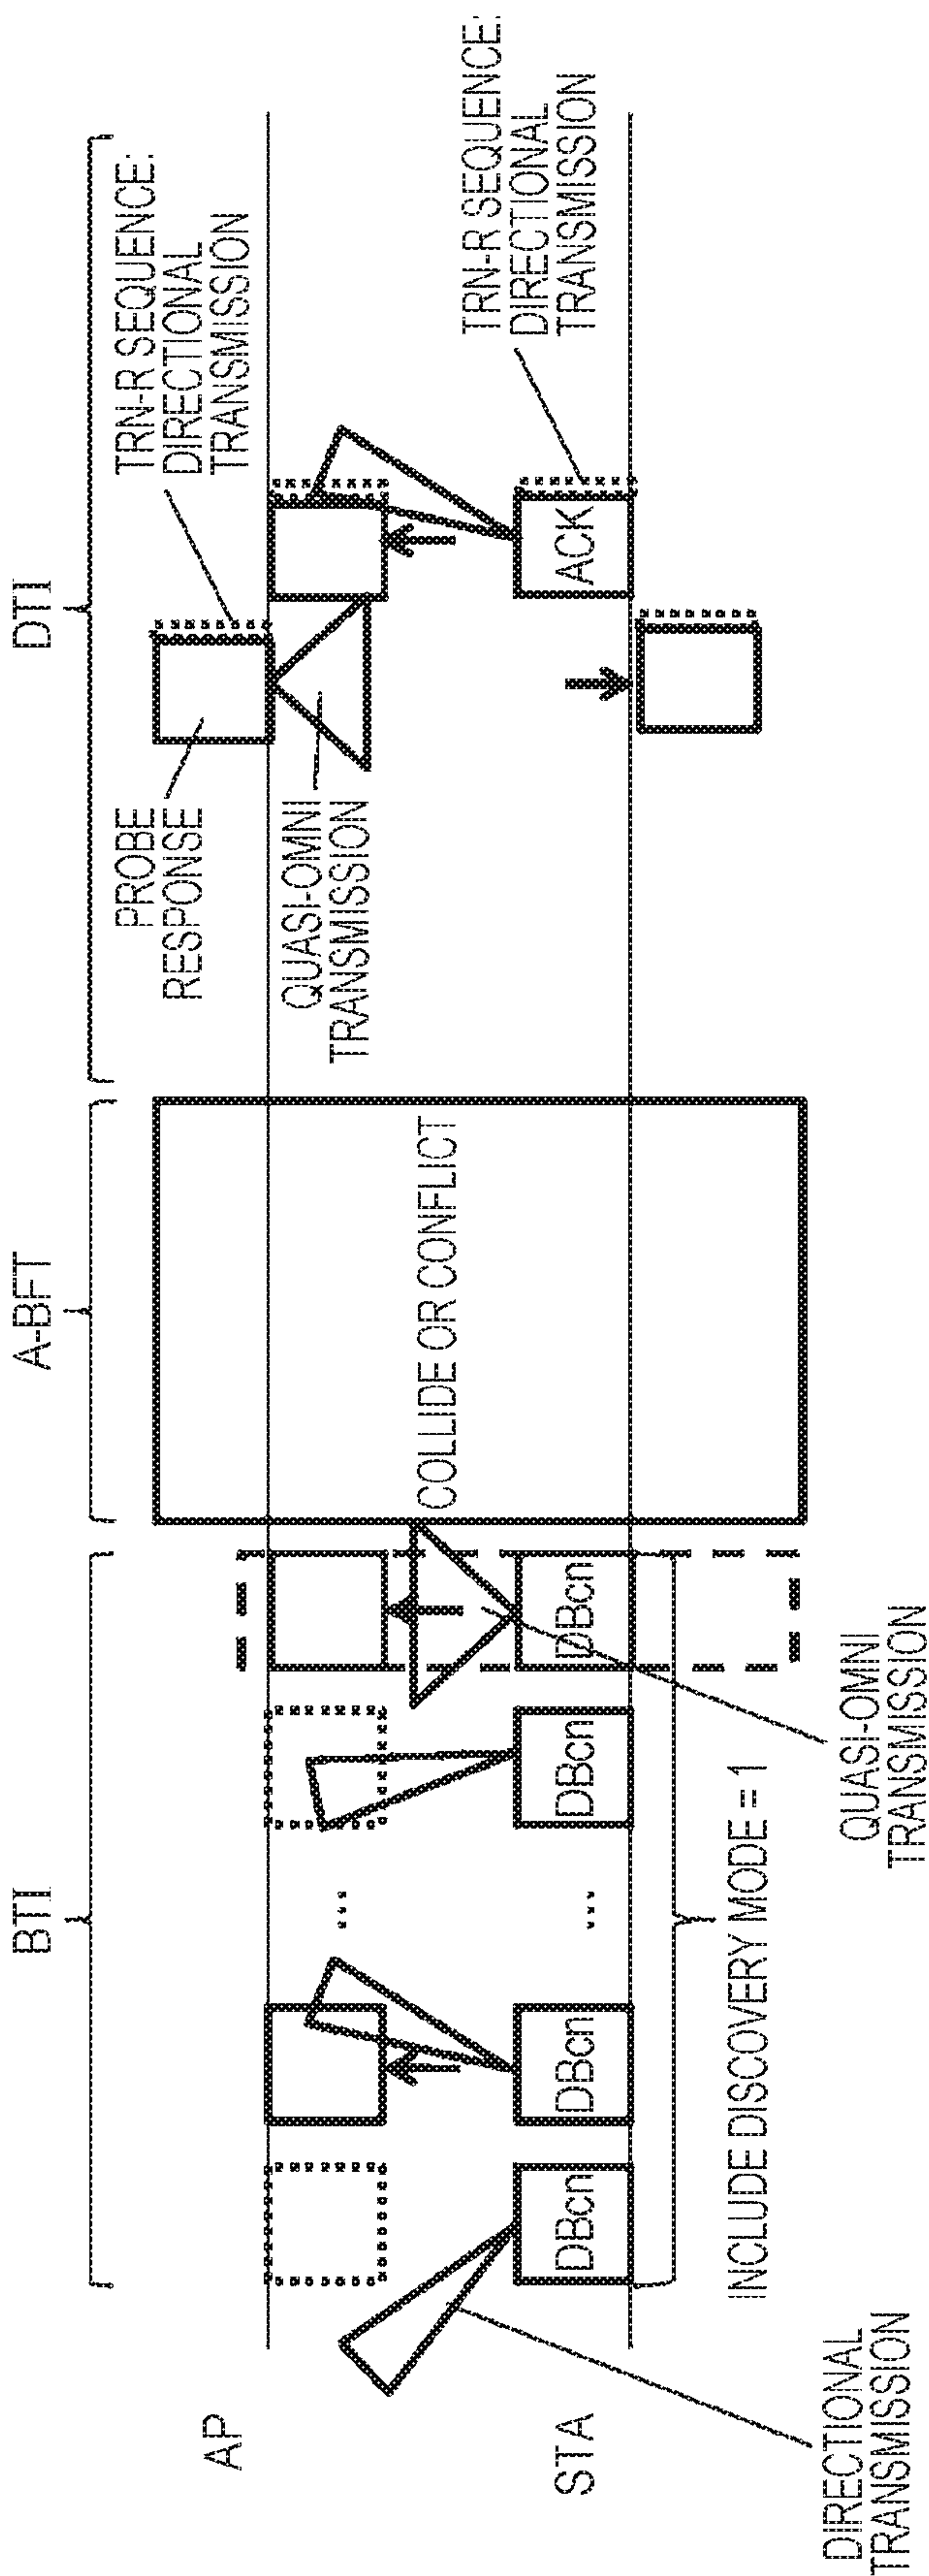 BTI
A-BFT
DTI
AP
PROBE
RESPONSE
TRN-R SEQUENCE:
DIRECTIONAL
TRANSMISSION
...
QUASI-OMNI
TRANSMISSION
COLLIDE OR CONFLICT
TRN-R SEQUENCE:
DIRECTIONAL
TRANSMISSION
STA
DBcn
DBcn
...
DBcn
DBcn
ACK
INCLUDE DISCOVERY MODE = 1
DIRECTIONAL
TRANSMISSION
QUASI-OMNI
TRANSMISSION